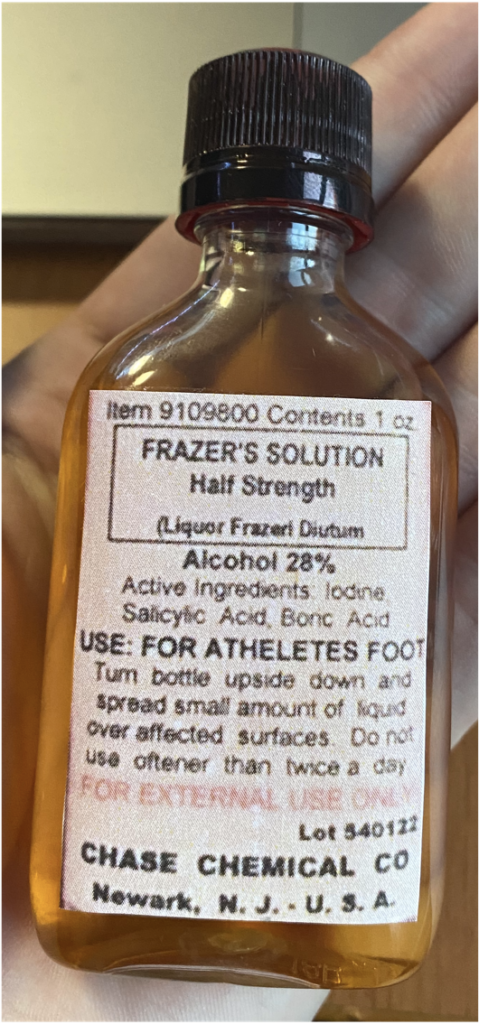 Item 9109800 Contents 1 oz.
FRAZER'S SOLUTION
Half Strength
(Liquor Frazeri Diutum
Alcohol 28%
Active Ingredients: Iodine
Salicylic Acid, Boric Acid
USE: FOR ATHELETES FOOT
Turn bottle upside down and
spread small amount of liquid
over affected surfaces. Do not
use oftener than twice a day
FOR EXTERNAL USE ONLY
Lot 540122
CHASE CHEMICAL CO
Newark, N. J. - U. S. A.